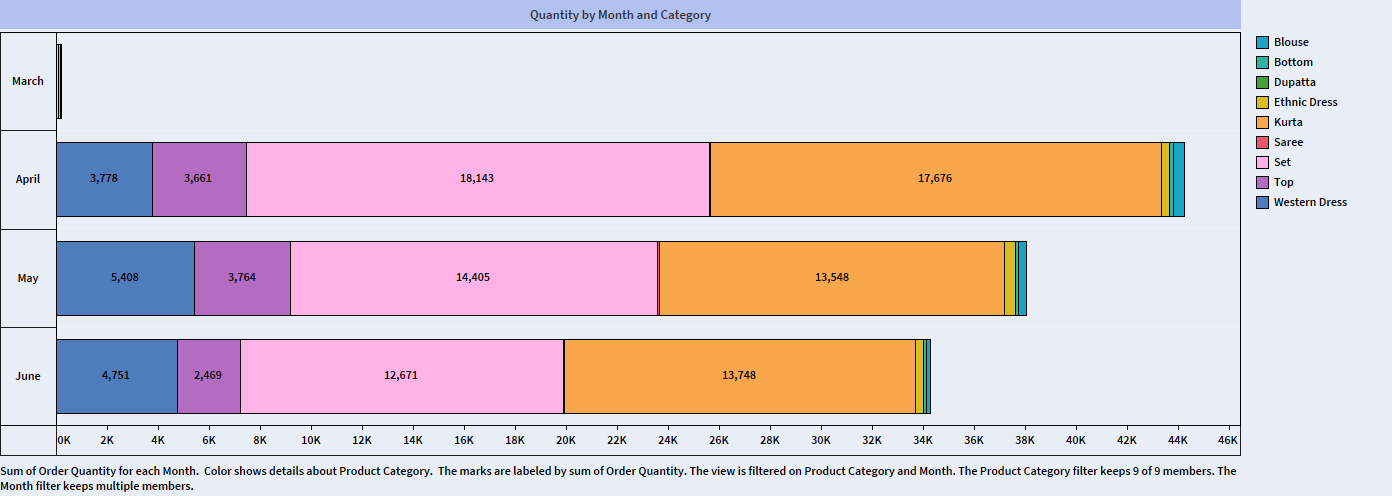 Quantity by Month and Category
March
April
3,778
3,661
18,143
17,676
May
5,408
3,764
14,405
13,548
June
4,751
2,469
12,671
13,748
0K 2K 4K 6K 8K 10K 12K 14K 16K 18K 20K 22K 24K 26K 28K 30K 32K 34K 36K 38K 40K 42K 44K 46K
Blouse
Bottom
Dupatta
Ethnic Dress
Kurta
Saree
Set
Top
Western Dress
Sum of Order Quantity for each Month.  Color shows details about Product Category.  The marks are labeled by sum of Order Quantity. The view is filtered on Product Category and Month. The Product Category filter keeps 9 of 9 members. The
Month filter keeps multiple members.